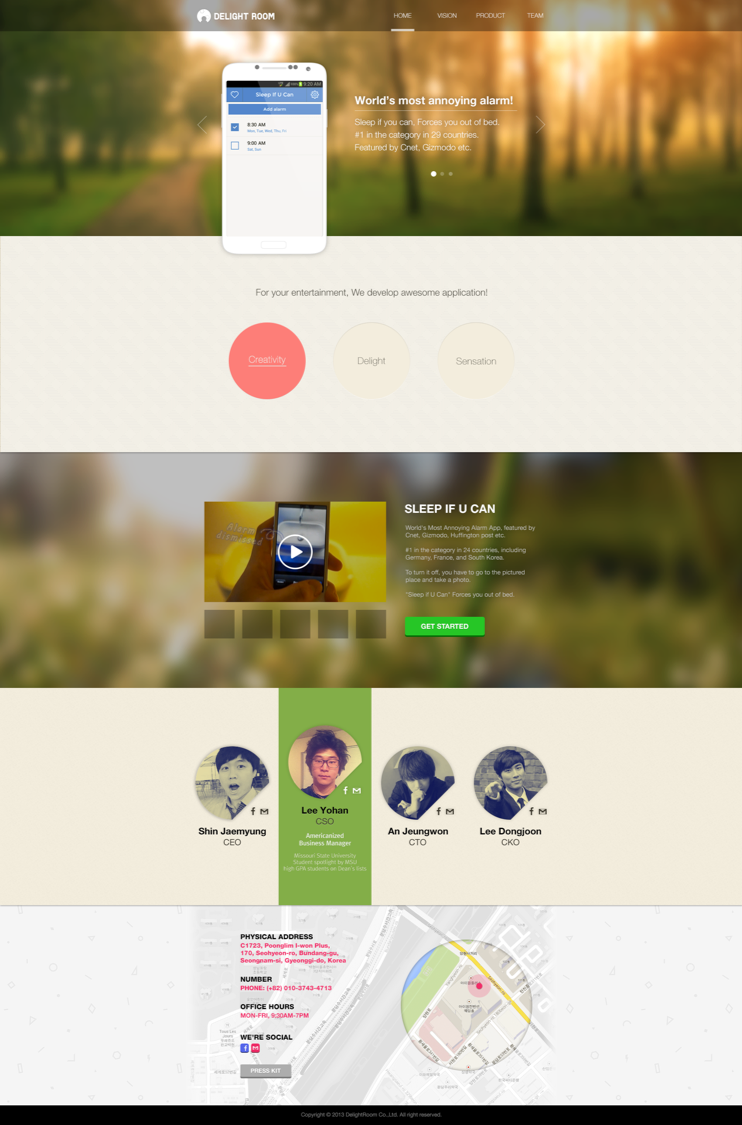 DELIGHT ROOM
HOME
VISION
PRODUCT
TEAM
9:20 AM
Sleep If U Can
Add alarm
8:30 AM
Mon, Tue, Wed, Thu, Fri
9:00 AM
Sat, Sun
World's most annoying alarm!
Sleep if you can, Forces you out of bed.
#1 in the category in 29 countries.
Featured by Cnet, Gizmodo etc.
For your entertainment, We develop awesome application!
Creativity
Delight
Sensation
Alarm
dismissed
SLEEP IF U CAN
World's Most Annoying Alarm App, featured by
Cnet, Gizmodo, Huffington post etc.
#1 in the category in 24 countries, including
Germany, France, and South Korea.
To turn it off, you have to go to the pictured
place and take a photo.
"Sleep if U Can" Forces you out of bed.
GET STARTED
Shin Jaemyung
CEO
Lee Yohan
CSO
Americanized
Business Manager
Missouri State University
Student spotlight by MSU
High GPA students as Dean's lists
An Jeungwon
CTO
Lee Dongjoon
CKO
PHYSICAL ADDRESS
C1723, Poonglim I-won Plus,
170, Seohyeon-ro, Bundang-gu,
Seongnam-si, Gyeonggi-do, Korea
NUMBER
PHONE: (+82) 010-3743-4713
OFFICE HOURS
MON-FRI, 9:30AM-7PM
WE'RE SOCIAL
PRESS KIT
Copyright © 2013 DelightRoom Co.,Ltd. All right reserved.